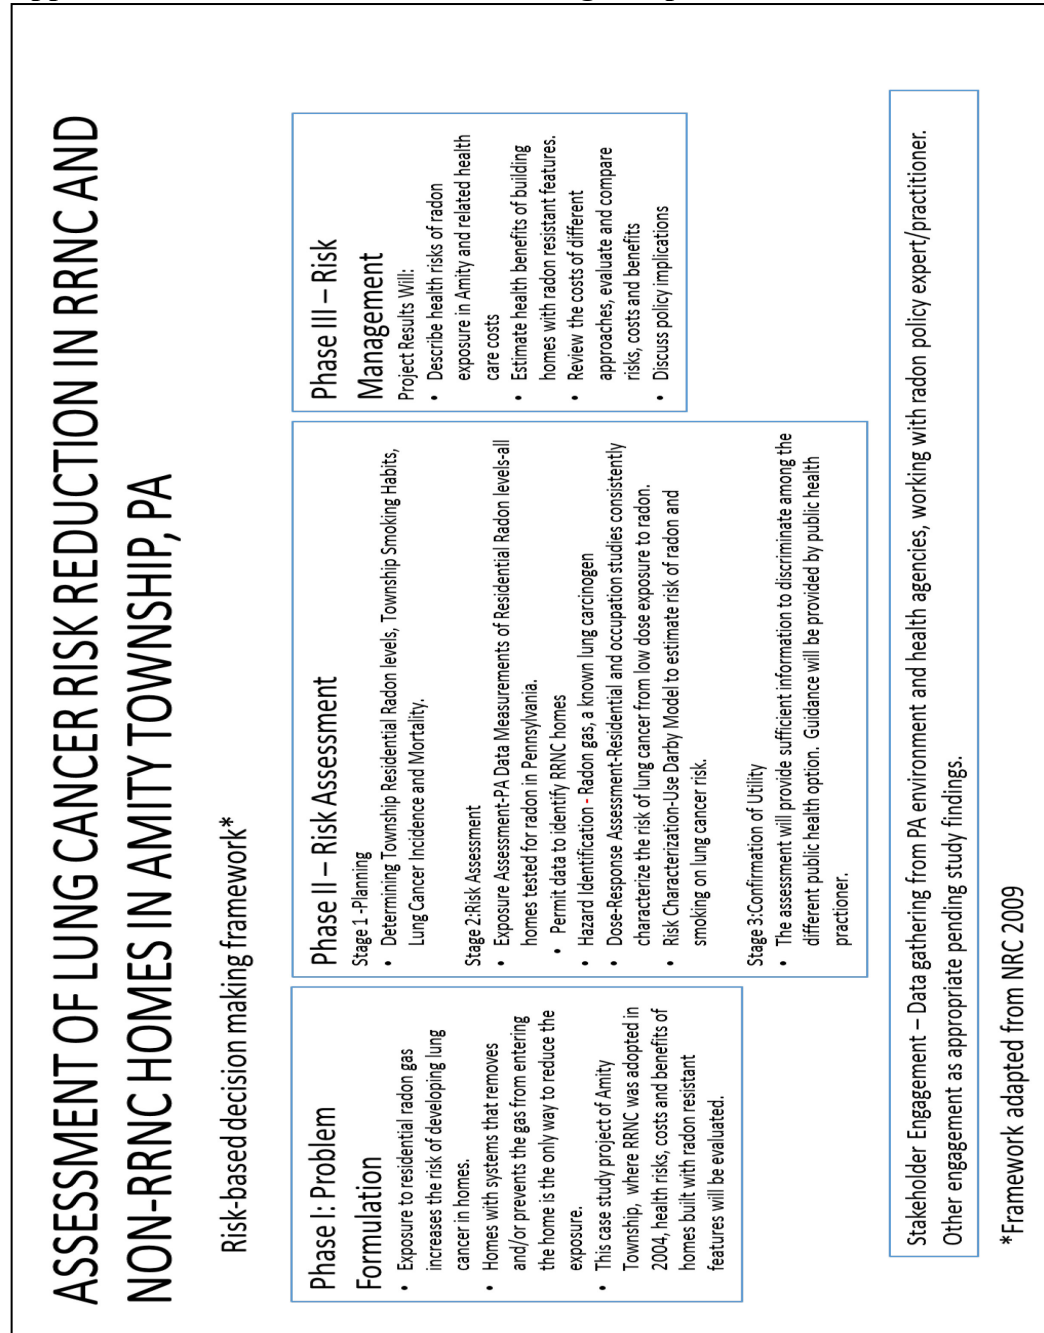 ASSESSMENT OF LUNG CANCER RISK REDUCTION IN RRNC AND
NON-RRNC HOMES IN AMITY TOWNSHIP, PA
Risk-based decision making framework*
Phase I: Problem
Formulation
• Exposure to residential radon gas
increases the risk of developing lung
cancer in homes.
• Homes with systems that removes
and/or prevents the gas from entering
the home is the only way to reduce the
exposure.
• This case study project of Amity
Township, where RRNC was adopted in
2004, health risks, costs and benefits of
homes built with radon resistant
features will be evaluated.
Phase II – Risk Assessment
Stage 1 -Planning
• Determining Township Residential Radon levels, Township Smoking Habits,
Lung Cancer Incidence and Mortality.
Stage 2:Risk Assessment
• Exposure Assessment-PA Data Measurements of Residential Radon levels-all
homes tested for radon in Pennsylvania.
• Permit data to identify RRNC homes
• Hazard Identification - Radon gas, a known lung carcinogen
• Dose-Response Assessment-Residential and occupation studies consistently
characterize the risk of lung cancer from low dose exposure to radon.
• Risk Characterization-Use Darby Model to estimate risk of radon and
smoking on lung cancer risk.
Stage 3:Confirmation of Utility
• The assessment will provide sufficient information to discriminate among the
different public health option. Guidance will be provided by public health
practioner.
Phase III – Risk
Management
Project Results Will:
• Describe health risks of radon
exposure in Amity and related health
care costs
• Estimate health benefits of building
homes with radon resistant features.
• Review the costs of different
approaches, evaluate and compare
risks, costs and benefits
• Discuss policy implications
Stakeholder Engagement – Data gathering from PA environment and health agencies, working with radon policy expert/practitioner.
Other engagement as appropriate pending study findings.
*Framework adapted from NRC 2009